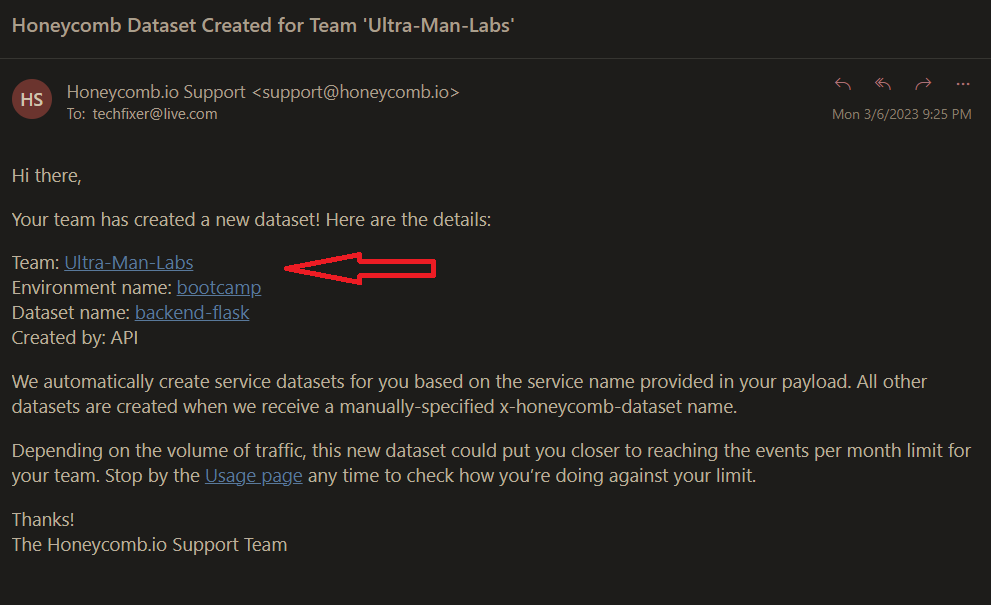 Honeycomb Dataset Created for Team 'Ultra-Man-Labs'
HS
Honeycomb.io Support <support@honeycomb.io>
To: techfixer@live.com
Mon 3/6/2023 9:25 PM
Hi there,
Your team has created a new dataset! Here are the details:
Team: Ultra-Man-Labs
Environment name: bootcamp
Dataset name: backend-flask
Created by: API
We automatically create service datasets for you based on the service name provided in your payload. All other
datasets are created when we receive a manually-specified x-honeycomb-dataset name.
Depending on the volume of traffic, this new dataset could put you closer to reaching the events per month limit for
your team. Stop by the Usage page any time to check how you’re doing against your limit.
Thanks!
The Honeycomb.io Support Team